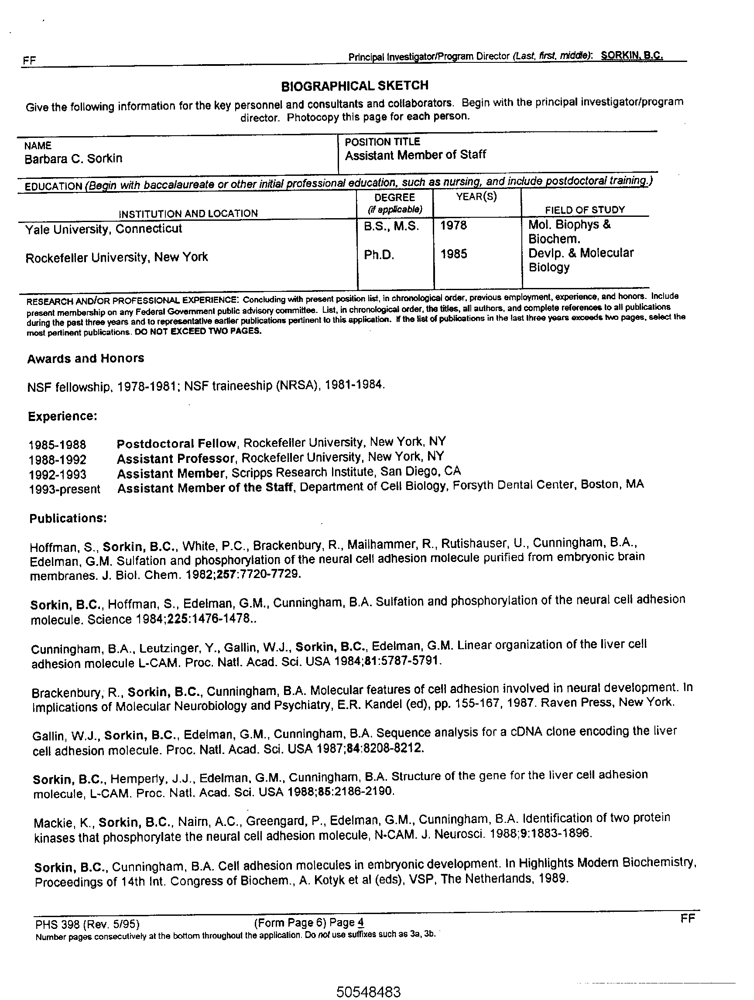 FF
Principal Investigator/Program Director (Last, first, middle): SORKIN, B.C.
BIOGRAPHICAL SKETCH
Give the following information for the key personnel and consultants and collaborators. Begin with the principal investigator/program
director. Photocopy this page for each person.
NAME
Barbara C. Sorkin
POSITION TITLE
Assistant Member of Staff
EDUCATION (Begin with baccalaureate or other initial professional education, such as nursing, and include postdoctoral training.)
INSTITUTION AND LOCATION
DEGREE
(if applicable)
YEAR(S)
FIELD OF STUDY
Yale University, Connecticut
B.S., M.S.
1978
Mol. Biophys &
Biochem.
Rockefeller University, New York
Ph.D.
1985
Devlp. & Molecular
Biology
RESEARCH AND/OR PROFESSIONAL EXPERIENCE: Concluding with present position list, in chronological order, previous employment, experience, and honors. Include
present membership on any Federal Government public advisory committee. List, in chronological order, the titles, all authors, and complete references to all publications
during the past three years and to representative earlier publications pertinent to this application. If the list of publications in the last three years exceeds two pages, select the
most pertinent publications. DO NOT EXCEED TWO PAGES.
Awards and Honors
NSF fellowship, 1978-1981; NSF traineeship (NRSA), 1981-1984.
Experience:
1985-1988 Postdoctoral Fellow, Rockefeller University, New York, NY
1988-1992 Assistant Professor, Rockefeller University, New York, NY
1992-1993 Assistant Member, Scripps Research Institute, San Diego, CA
1993-present Assistant Member of the Staff, Department of Cell Biology, Forsyth Dental Center, Boston, MA
Publications:
Hoffman, S., Sorkin, B.C., White, P.C., Brackenbury, R., Mailhammer, R., Rutishauser, U., Cunningham, B.A.,
Edelman, G.M. Sulfation and phosphorylation of the neural cell adhesion molecule purified from embryonic brain
membranes. J. Biol. Chem. 1982;257:7720-7729.
Sorkin, B.C., Hoffman, S., Edelman, G.M., Cunningham, B.A. Sulfation and phosphorylation of the neural cell adhesion
molecule. Science 1984;225:1476-1478..
Cunningham, B.A., Leutzinger, Y., Gallin, W.J., Sorkin, B.C., Edelman, G.M. Linear organization of the liver cell
adhesion molecule L-CAM. Proc. Natl. Acad. Sci. USA 1984;81:5787-5791.
Brackenbury, R., Sorkin, B.C., Cunningham, B.A. Molecular features of cell adhesion involved in neural development. In
Implications of Molecular Neurobiology and Psychiatry, E.R. Kandel (ed), pp. 155-167, 1987. Raven Press, New York.
Gallin, W.J., Sorkin, B.C., Edelman, G.M., Cunningham, B.A. Sequence analysis for a cDNA clone encoding the liver
cell adhesion molecule. Proc. Natl. Acad. Sci. USA 1987;84:8208-8212.
Sorkin, B.C., Hemperly, J.J., Edelman, G.M., Cunningham, B.A. Structure of the gene for the liver cell adhesion
molecule, L-CAM. Proc. Natl. Acad. Sci. USA 1988;85:2186-2190.
Mackie, K., Sorkin, B.C., Nairn, A.C., Greengard, P., Edelman, G.M., Cunningham, B.A. Identification of two protein
kinases that phosphorylate the neural cell adhesion molecule, N-CAM. J. Neurosci. 1988;9:1883-1896.
Sorkin, B.C., Cunningham, B.A. Cell adhesion molecules in embryonic development. In Highlights Modern Biochemistry,
Proceedings of 14th Int. Congress of Biochem., A. Kotyk et al (eds), VSP, The Netherlands, 1989.
PHS 398 (Rev. 5/95) (Form Page 6) Page 4 FF
Number pages consecutively at the bottom throughout the application. Do not use suffixes such as 3a, 3b.
50548483